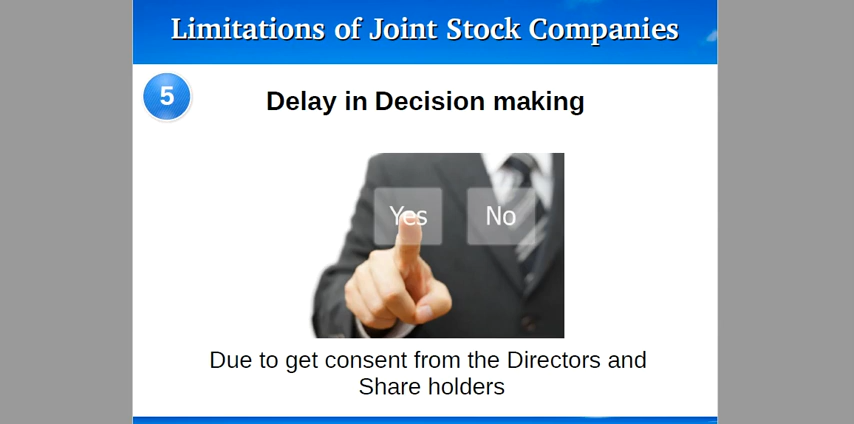 Limitations of Joint Stock Companies
5
Delay in Decision making
Yes
No
Due to get consent from the Directors and
Share holders